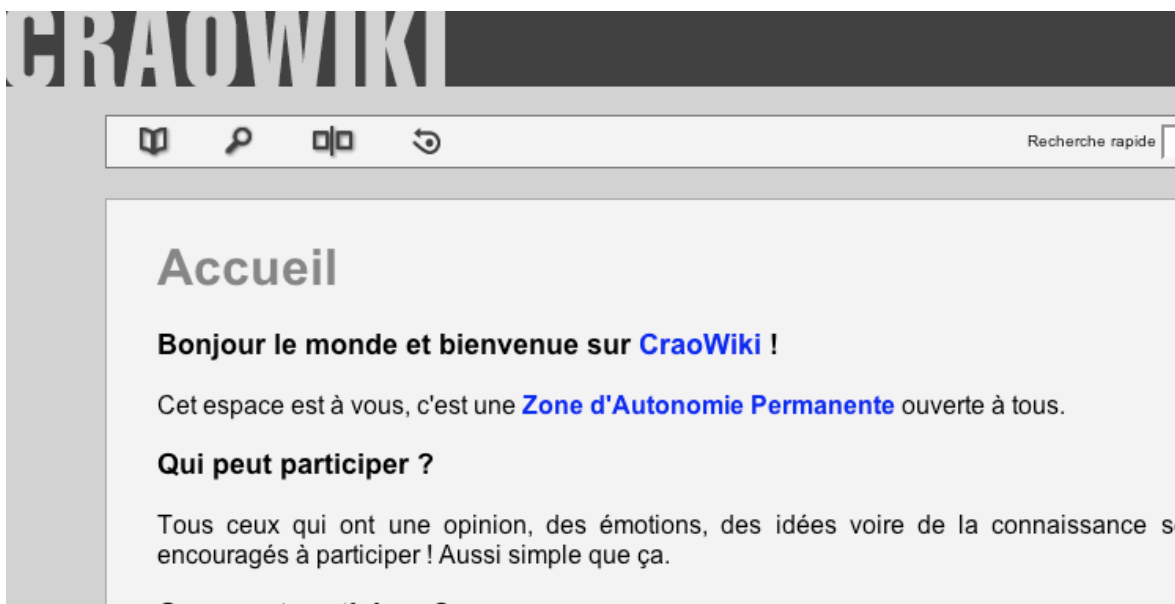 CRAOWIKI
Recherche rapide
Accueil
Bonjour le monde et bienvenue sur CraoWiki !
Cet espace est à vous, c'est une Zone d'Autonomie Permanente ouverte à tous.
Qui peut participer ?
Tous ceux qui ont une opinion, des émotions, des idées voire de la connaissance
encouragés à participer ! Aussi simple que ça.